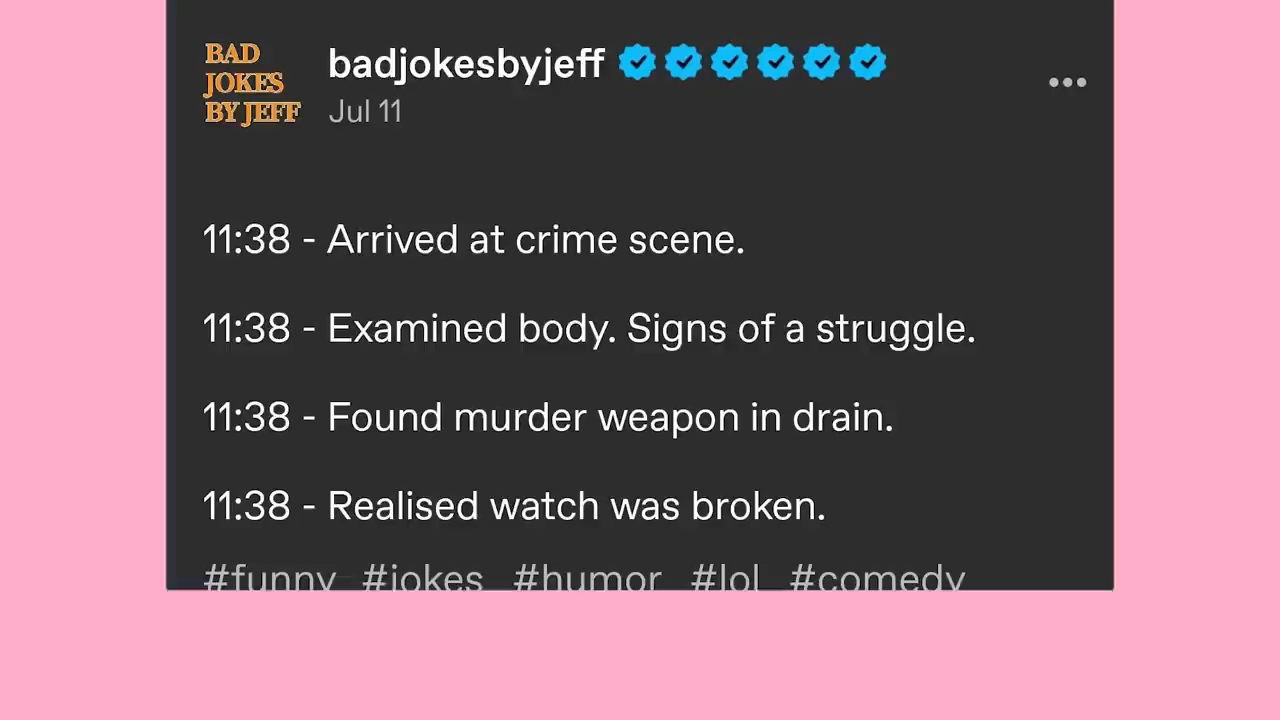 BAD
JOKES
BY JEFF
badjokesbyjeff
Jul 11
11:38 - Arrived at crime scene.
11:38 - Examined body. Signs of a struggle.
11:38 - Found murder weapon in drain.
11:38 - Realised watch was broken.
#funny #jokes #humor #lol #comedy